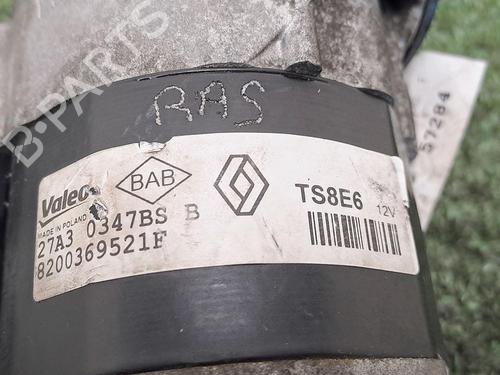 RAS
Valeo
MADE IN POLAND
BAB
TS8E6 12V
27A3 0347BS B
8200369521F
57284
B-PARTS